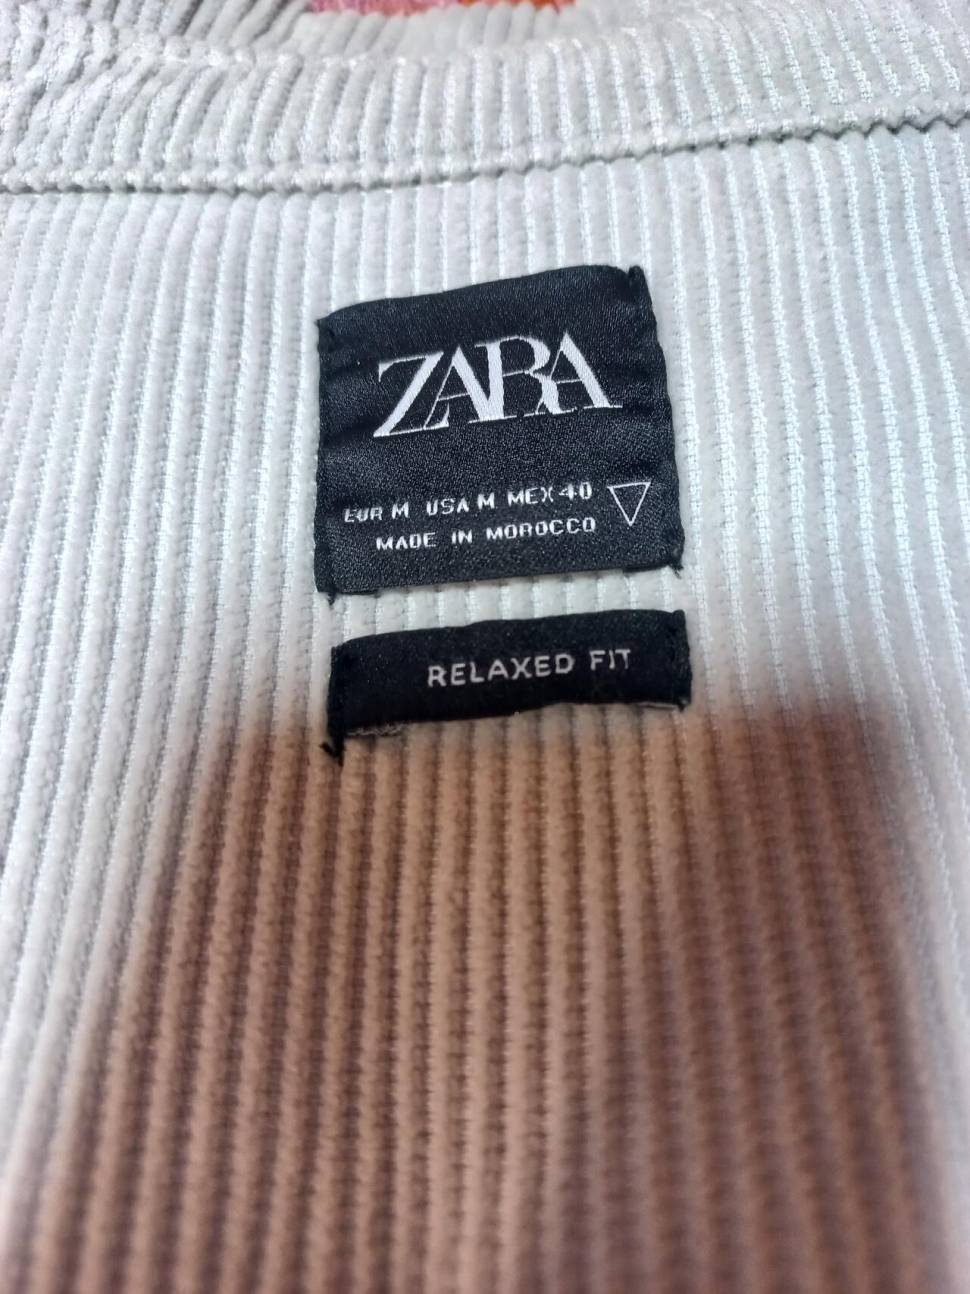 ZARA
EUR M USA M MEX 40
MADE IN MOROCCO
RELAXED FIT